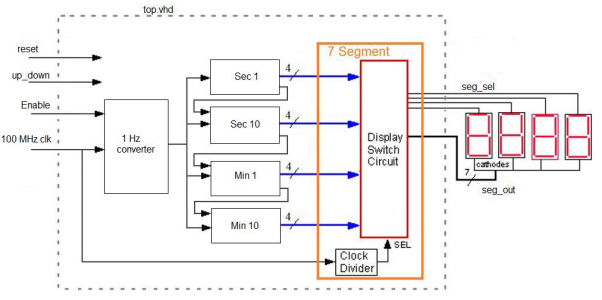 top.vhd
reset
up_down
Enable
100 MHz clk
1 Hz
converter
Sec 1
Sec 10
Min 1
Min 10
4
4
4
4
7 Segment
Display
Switch
Circuit
SEL
Clock
Divider
seg_sel
cathodes
7
seg_out